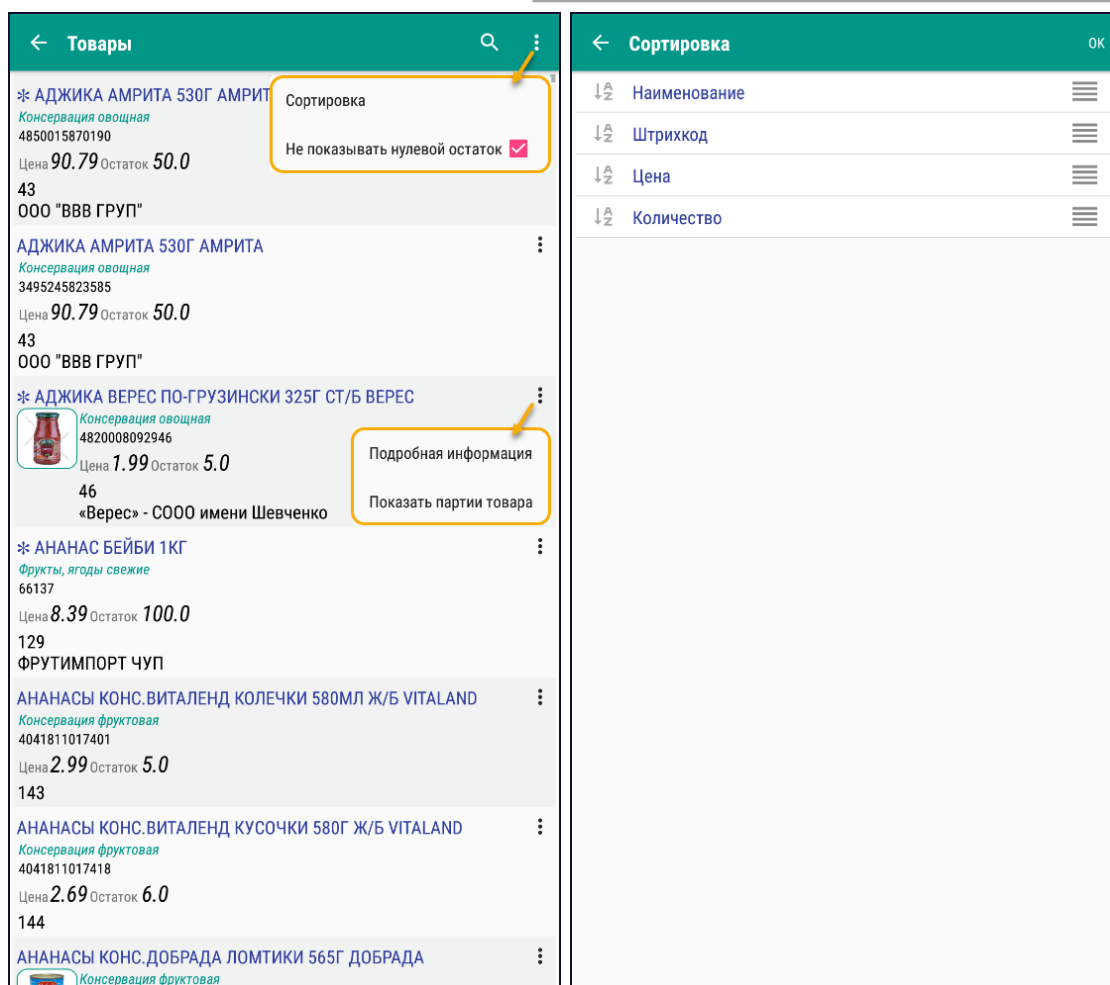 Товары
Сортировка
Не показывать нулевой остаток
✻ АДЖИКА АМРИТА 530Г АМРИТ
Консервация овощная
4850015870190
Цена 90.79 Остаток 50.0
43
ООО "ВВВ ГРУП"
АДЖИКА АМРИТА 530Г АМРИТА
Консервация овощная
3495245823585
Цена 90.79 Остаток 50.0
43
ООО "ВВВ ГРУП"
✻ АДЖИКА ВЕРЕС ПО-ГРУЗИНСКИ 325Г СТ/Б ВЕРЕС
Консервация овощная
4820008092946
Цена 1.99 Остаток 5.0
46
«Верес» - СООО имени Шевченко
Подробная информация
Показать партии товара
✻ АНАНАС БЕЙБИ 1КГ
Фрукты, ягоды свежие
66137
Цена 8.39 Остаток 100.0
129
ФРУТИМПОРТ ЧУП
АНАНАСЫ КОНС.ВИТАЛЕНД КОЛЕЧКИ 580МЛ Ж/Б VITALAND
Консервация фруктовая
4041811017401
Цена 2.99 Остаток 5.0
143
АНАНАСЫ КОНС.ВИТАЛЕНД КУСОЧКИ 580Г Ж/Б VITALAND
Консервация фруктовая
4041811017418
Цена 2.69 Остаток 6.0
144
АНАНАСЫ КОНС.ДОБРАДА ЛОМТИКИ 565Г ДОБРАДА
Консервация фруктовая
Сортировка
ОК
Наименование
Штрихкод
Цена
Количество